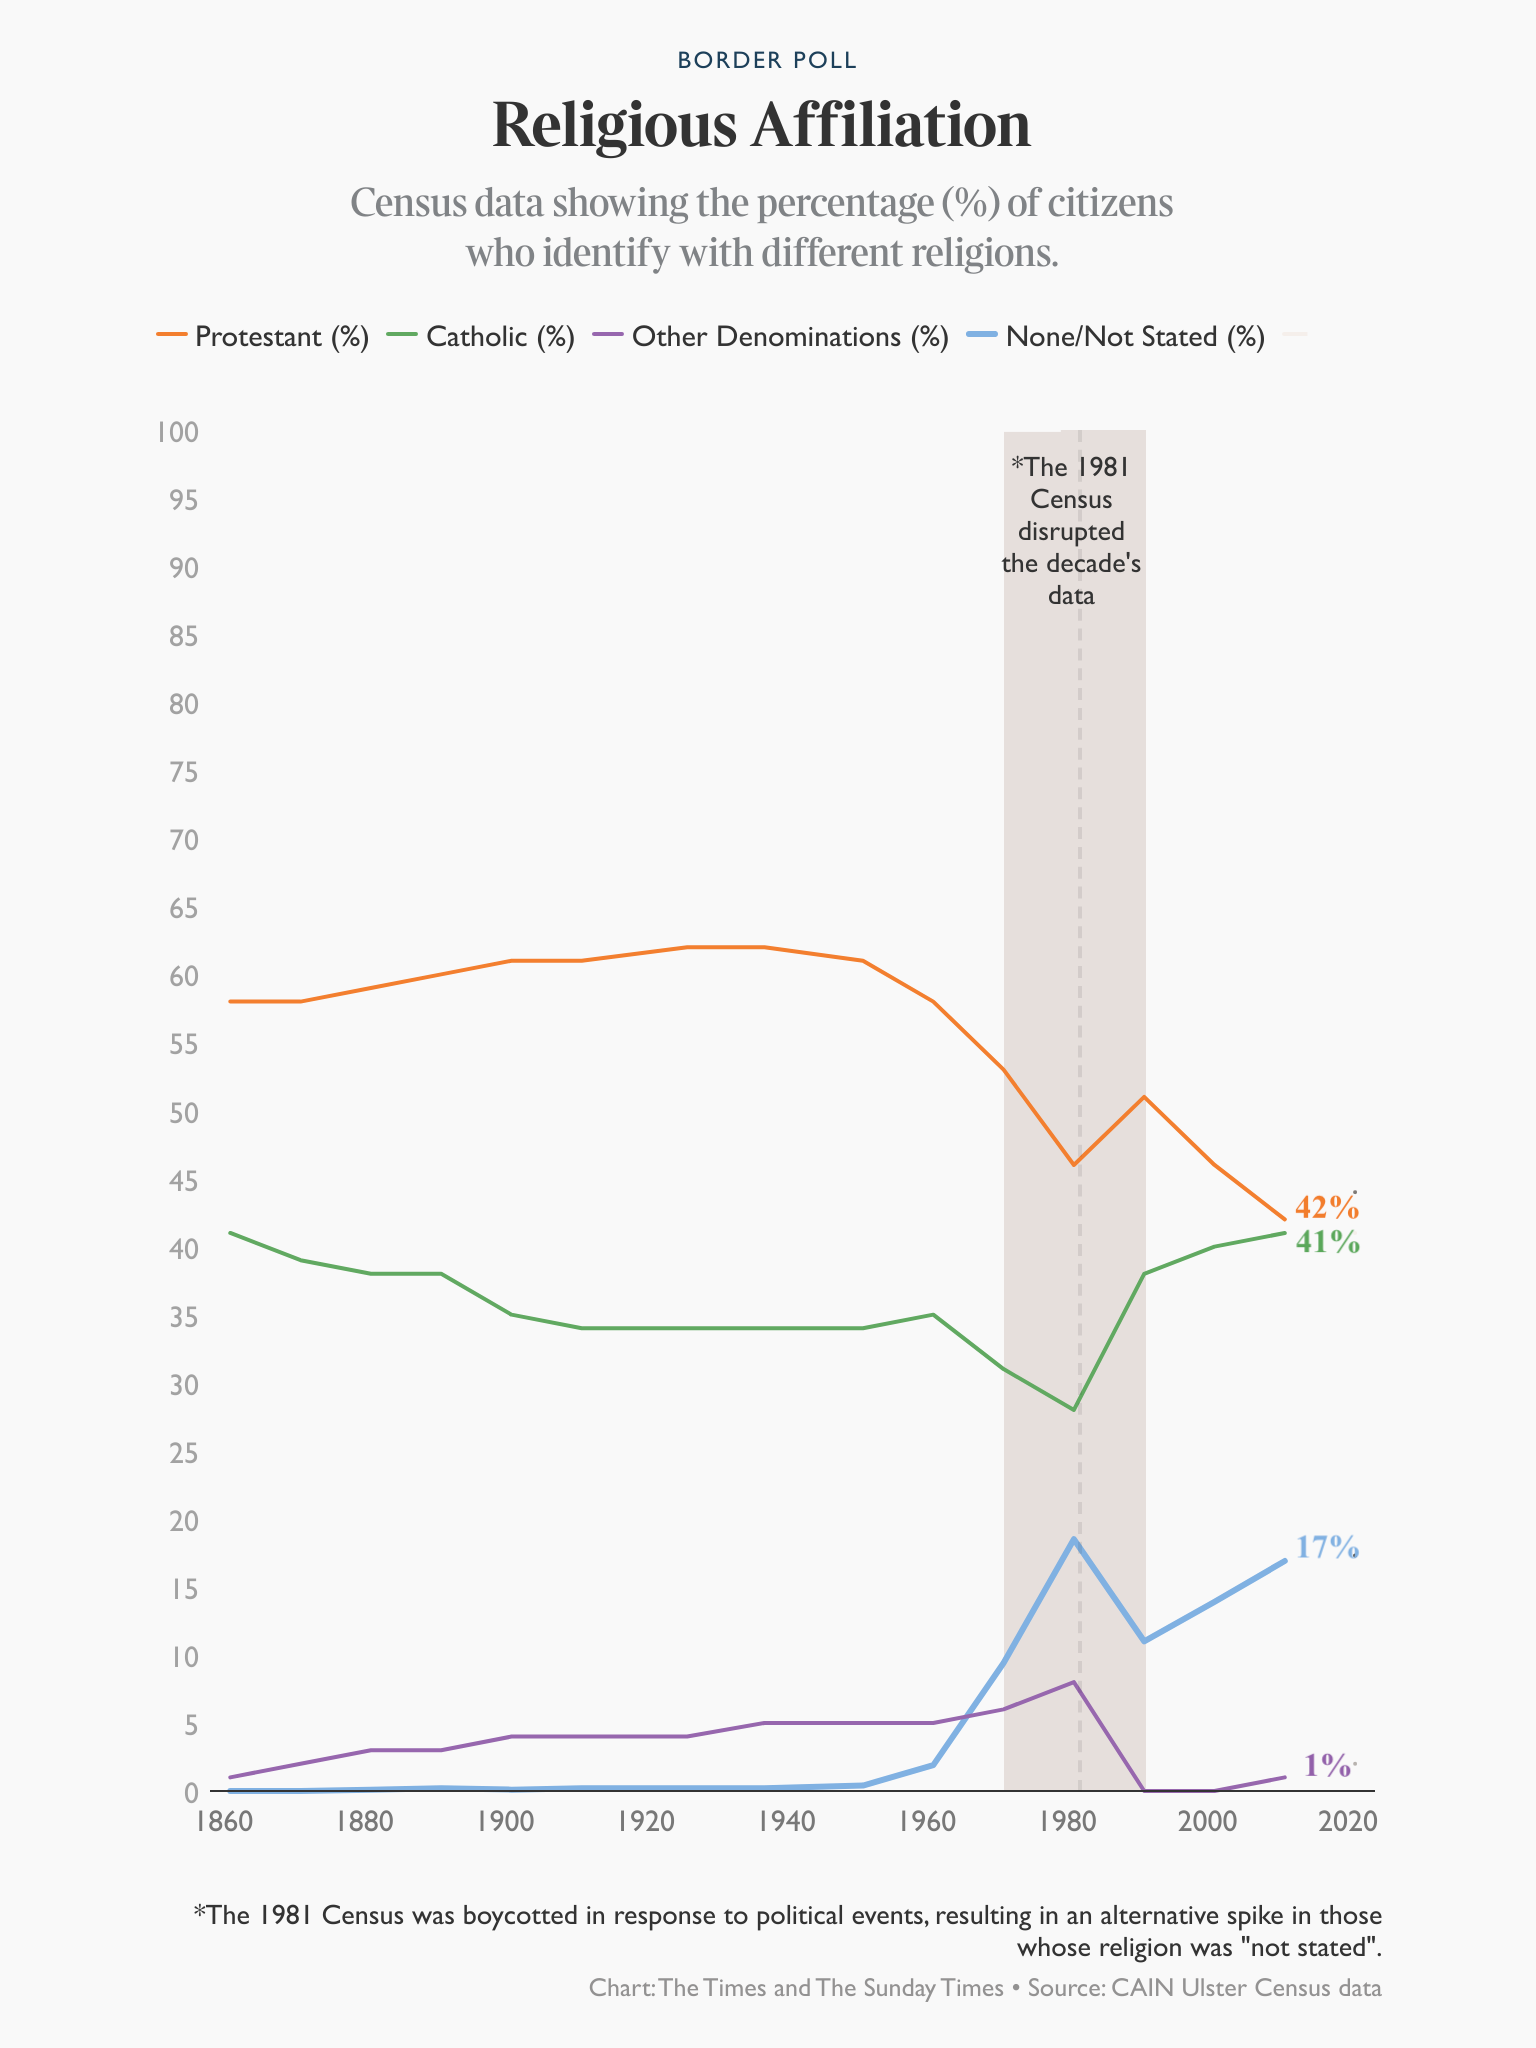 BORDER POLL
Religious Affiliation
Census data showing the percentage (%) of citizens
who identify with different religions.
Protestant (%) Catholic (%) Other Denominations (%) None/Not Stated (%)
100
*The 1981
Census
disrupted
the decade's
data
95
90
85
80
75
70
65
60
55
50
45
42%
41%
40
35
30
25
20
17%
15
10
5
1%
0
1860 1880 1900 1920 1940 1960 1980 2000 2020
*The 1981 Census was boycotted in response to political events, resulting in an alternative spike in those
whose religion was "not stated".
Chart: The Times and The Sunday Times • Source: CAIN Ulster Census data